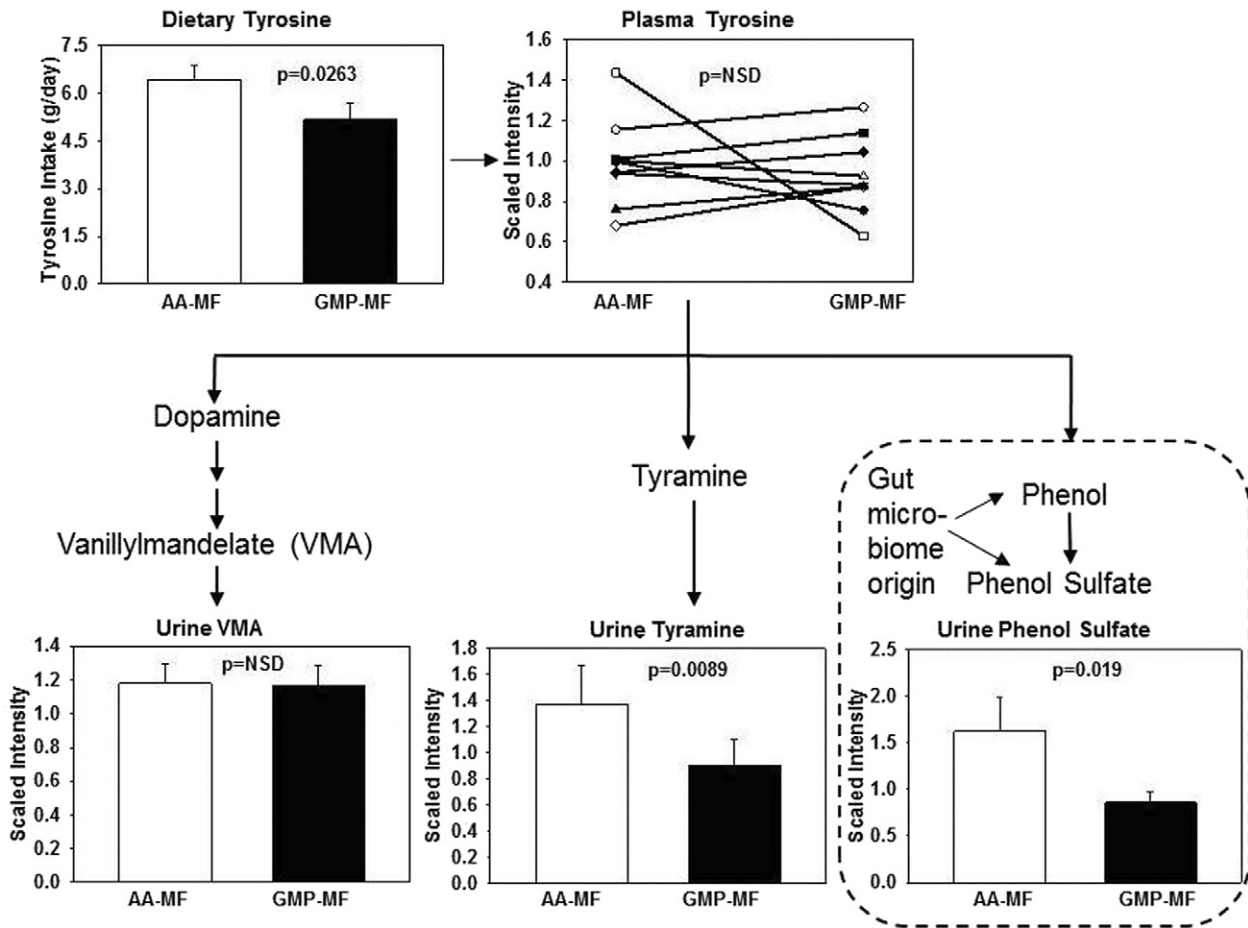 Dietary Tyrosine
Tyrosine Intake (g/day)
7.5
6.0
4.5
3.0
1.5
0.0
p=0.0263
AA-MF GMP-MF
Plasma Tyrosine
Scaled Intensity
1.6
1.4
1.2
1.0
0.8
0.6
0.4
p=NSD
AA-MF GMP-MF
Dopamine
Vanillylmandelate (VMA)
Tyramine
Gut
micro-
biome
origin
Phenol
Phenol Sulfate
Urine VMA
Scaled Intensity
1.4
1.2
1.0
0.8
0.6
0.4
0.2
0.0
p=NSD
AA-MF GMP-MF
Urine Tyramine
Scaled Intensity
1.8
1.6
1.4
1.2
1.0
0.8
0.6
0.4
0.2
0.0
p=0.0089
AA-MF GMP-MF
Urine Phenol Sulfate
Scaled Intensity
2.5
2.0
1.5
1.0
0.5
0.0
p=0.019
AA-MF GMP-MF